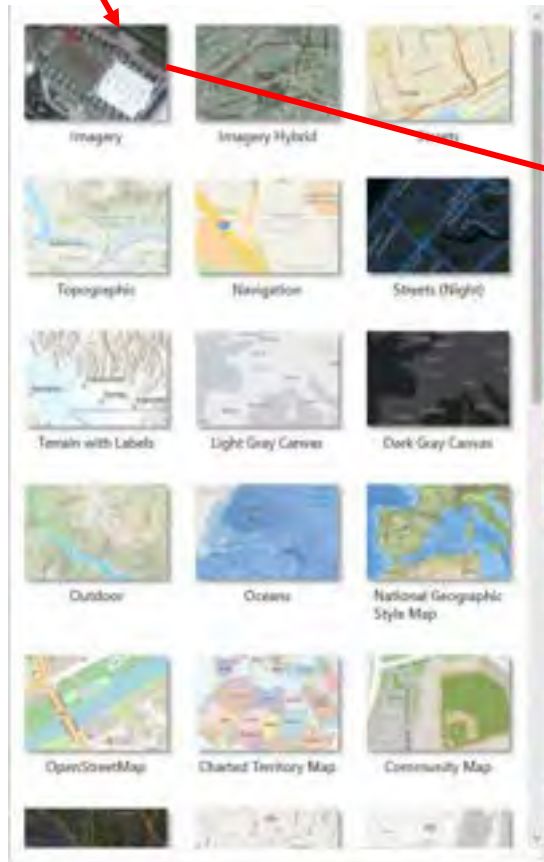 Imagery
Imagery Hybrid
Streets
Topographic
Navigation
Streets (Night)
Terrain with Labels
Light Gray Canvas
Dark Gray Canvas
Outdoor
Oceans
National Geographic
Style Map
OpenStreetMap
Charted Territory Map
Community Map